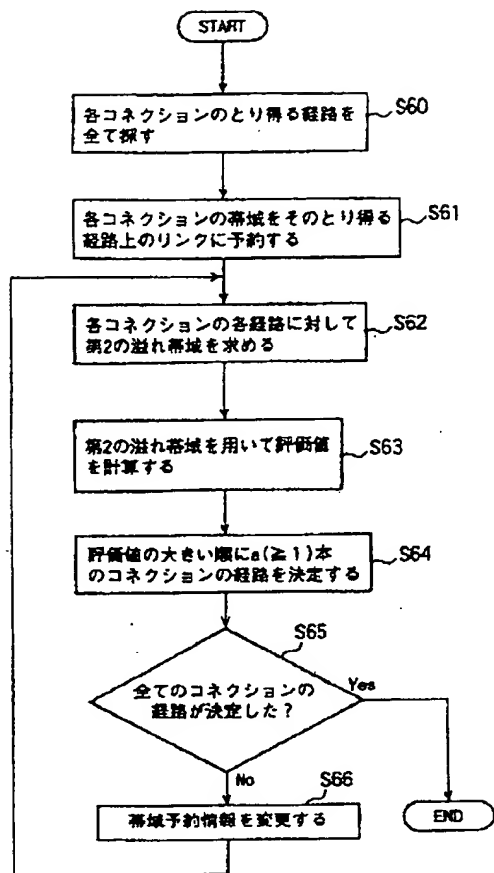 START
各コネクションのとり得る経路を
全て探す
S60
各コネクションの帯域をそのとり得る
経路上のリンクに予約する
S61
各コネクションの各経路に対して
第2の溢れ帯域を求める
S62
第2の溢れ帯域を用いて評価値
を計算する
S63
評価値の大きい順にa(≧1)本
のコネクションの経路を決定する
S64
S65
全てのコネクションの
経路が決定した?
Yes
No
S66
帯域予約情報を変更する
END